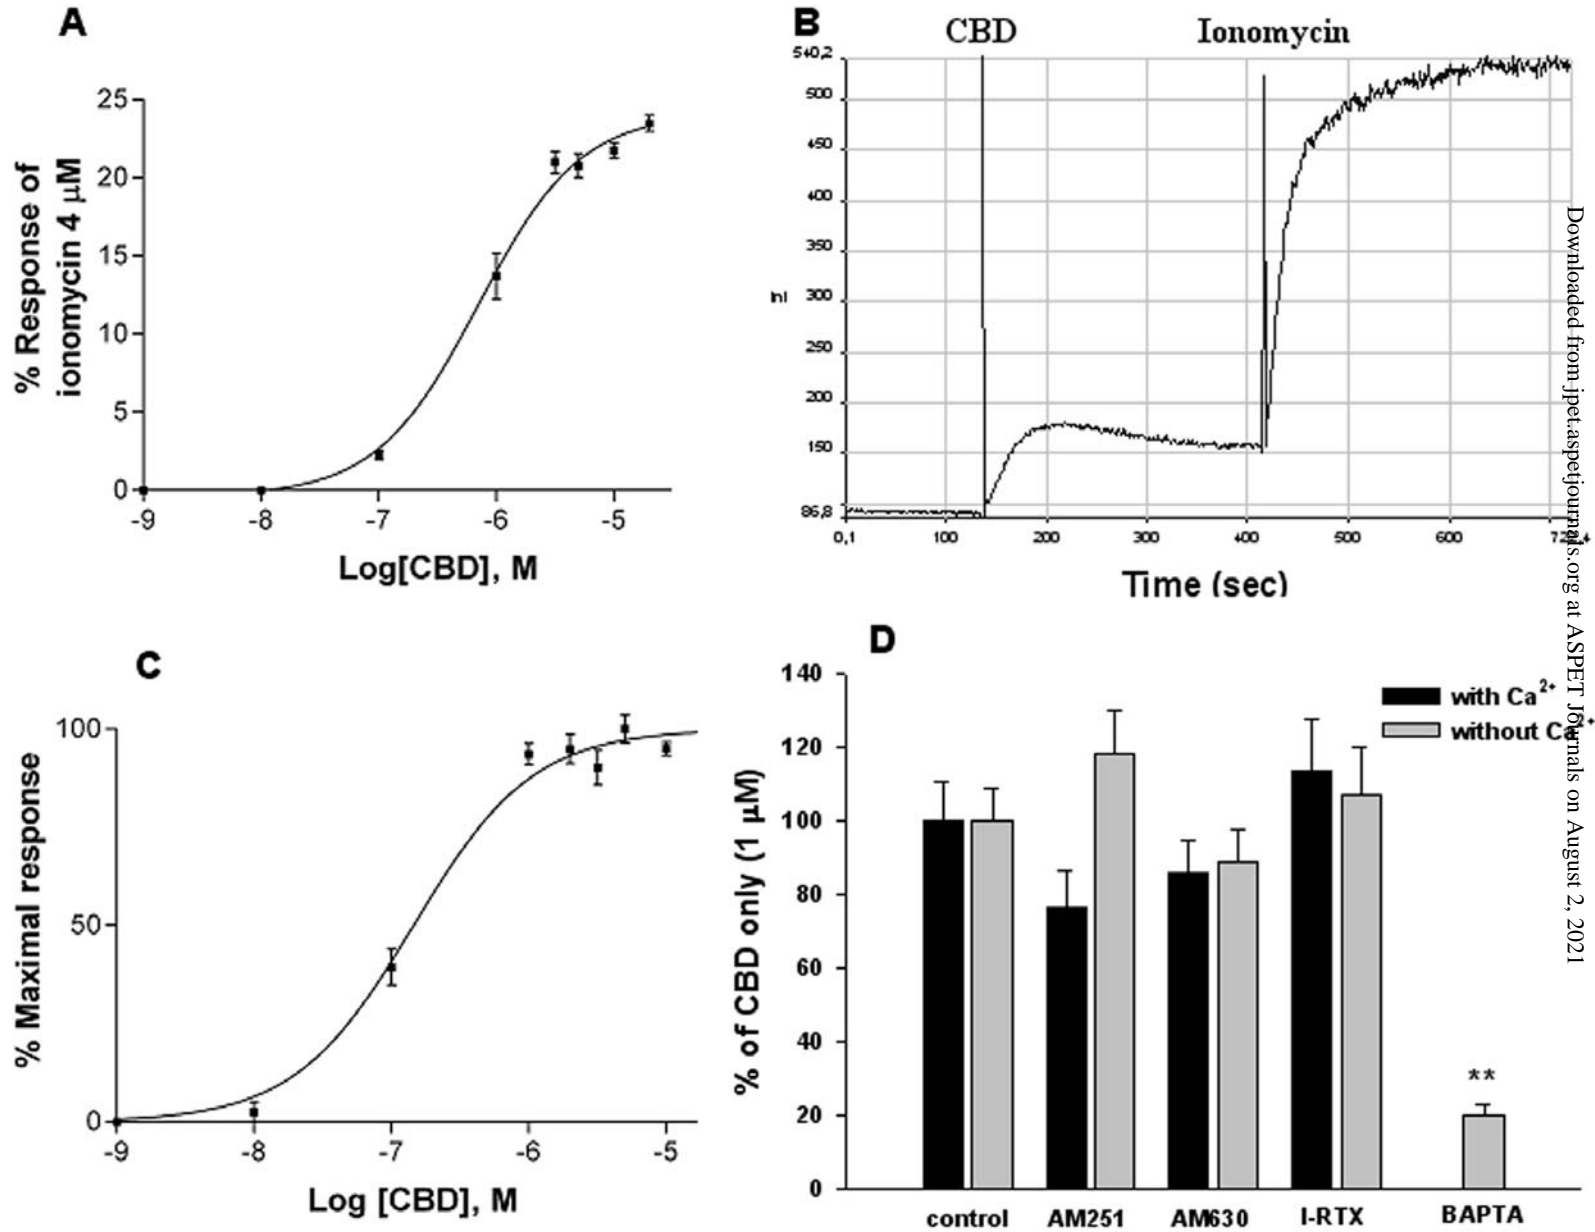 A
% Response of
ionomycin 4 µM
25
20
15
10
5
0
-9
-8
-7
-6
-5
Log[CBD], M
B
CBD
Ionomycin
540,2
500
450
400
350
300
250
200
150
86,8
0,1
100
200
300
400
500
600
Time (sec)
C
% Maximal response
100
50
0
-9
-8
-7
-6
-5
Log [CBD], M
D
% of CBD only (1 µM)
140
120
100
80
60
40
20
0
with Ca2+
without Ca2+
**
control
AM251
AM630
I-RTX
BAPTA
Downloaded from jpet.aspetjournals.org at ASPET Journals on August 2, 2021